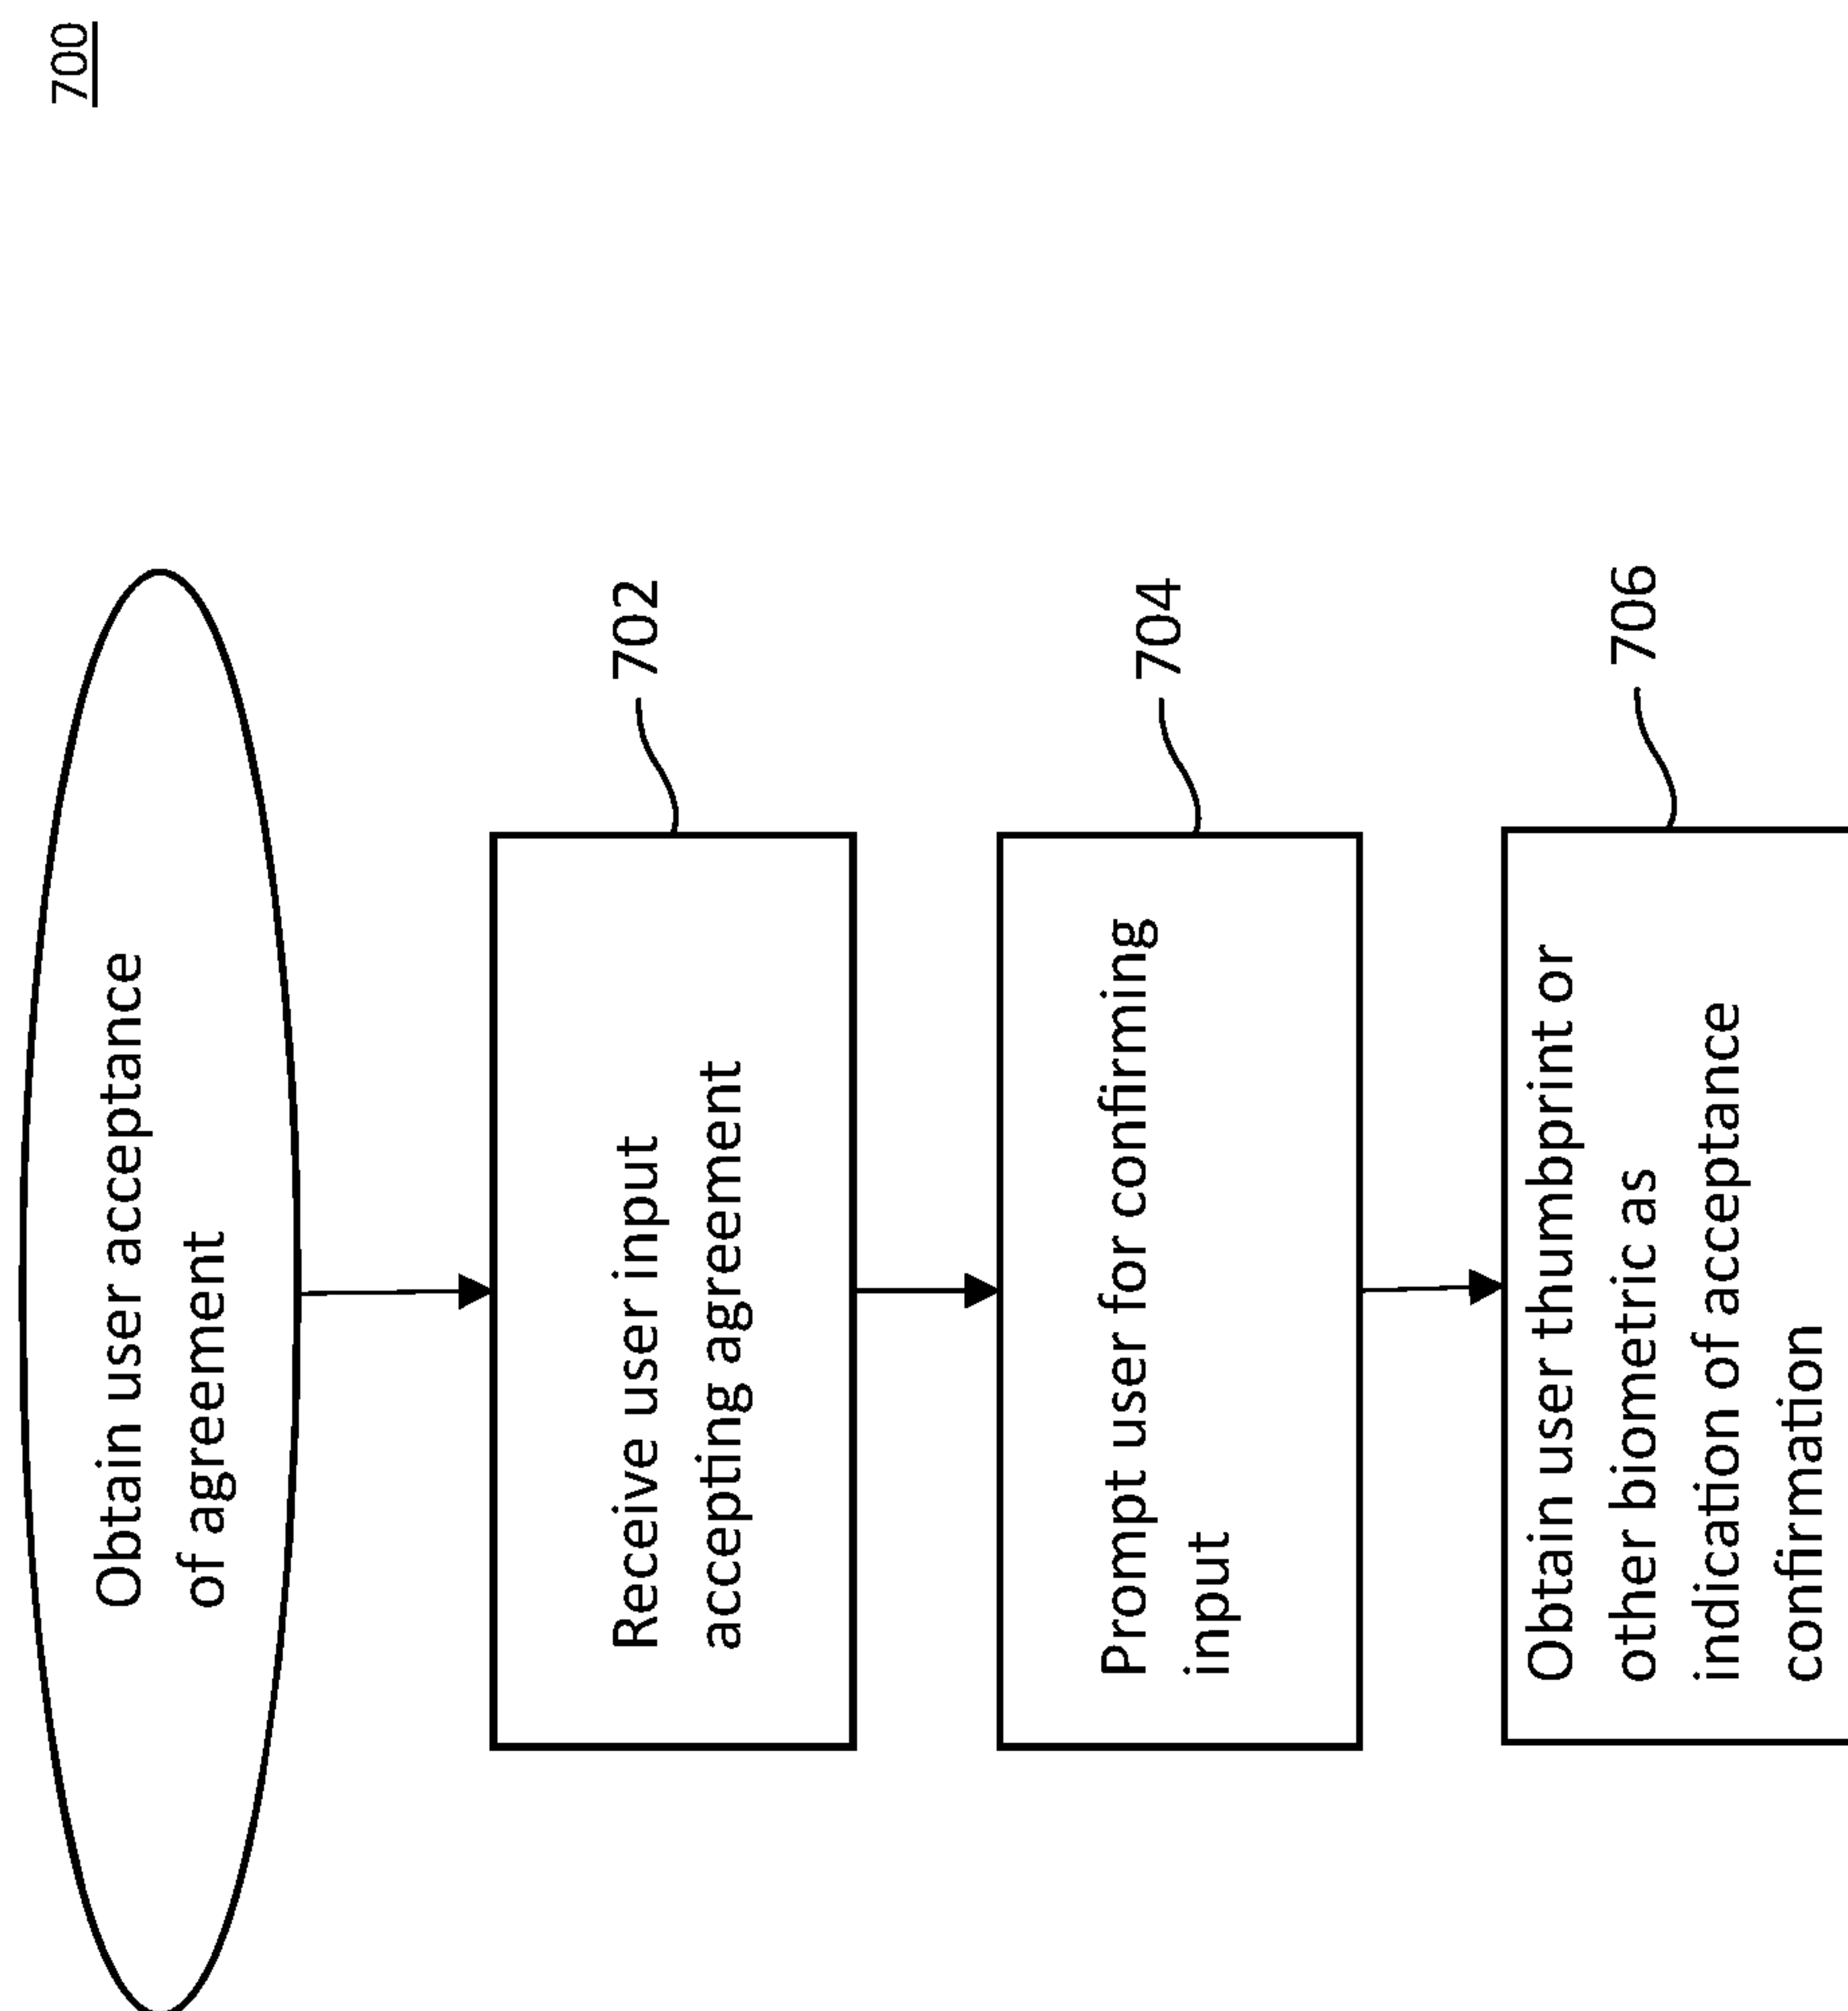 700
Obtain user acceptance
of agreement
Receive user input
accepting agreement
702
Prompt user for confirming
input
704
Obtain user thumbprint or
other biometric as
indication of acceptance
confirmation
706